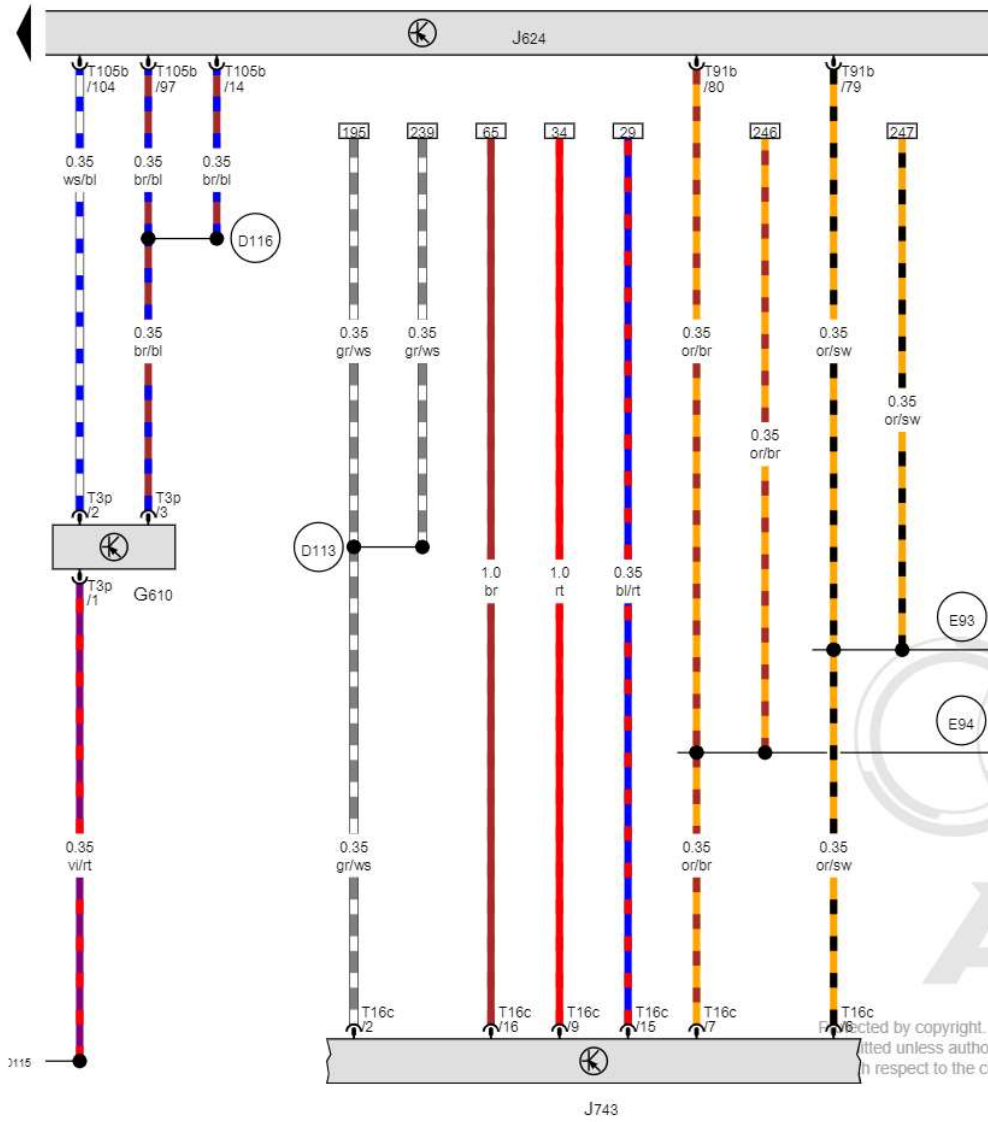 J624
T105b
/104
T105b
/97
T105b
/14
T91b
/80
T91b
/79
195
239
65
34
29
246
247
0.35
ws/bl
0.35
br/bl
0.35
br/bl
D116
0.35
br/bl
0.35
gr/ws
0.35
gr/ws
0.35
or/br
0.35
or/sw
0.35
or/br
0.35
or/sw
T3p
/2
T3p
/3
D113
T3p
/1
G610
1.0
br
1.0
rt
0.35
bl/rt
E93
E94
0.35
vi/rt
0.35
gr/ws
0.35
or/br
0.35
or/sw
T16c
/2
T16c
/16
T16c
/9
T16c
/15
T16c
/7
T16c
/6
by copyright.
unless autho
respect to the c
D115
J743